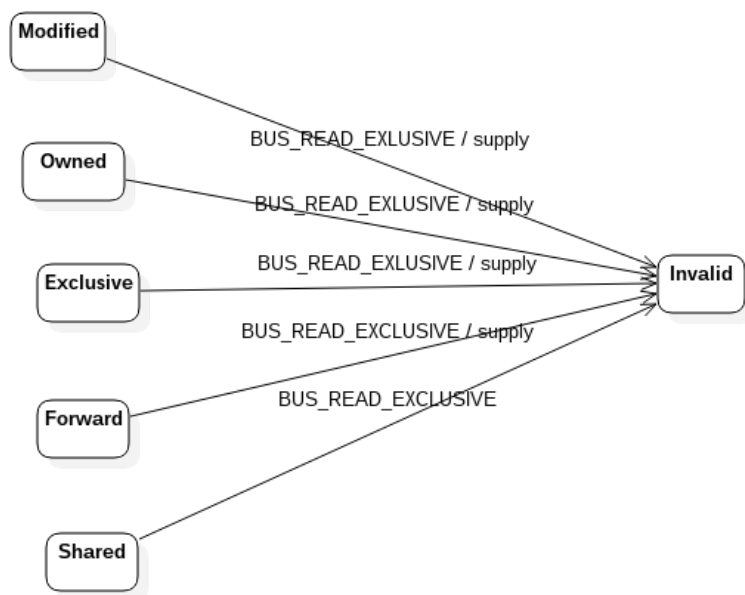 Modified
BUS_READ_EXLUSIVE / supply
Owned
BUS_READ_EXLUSIVE / supply
Exclusive
BUS_READ_EXLUSIVE / supply
Invalid
BUS_READ_EXCLUSIVE / supply
Forward
BUS_READ_EXCLUSIVE
Shared